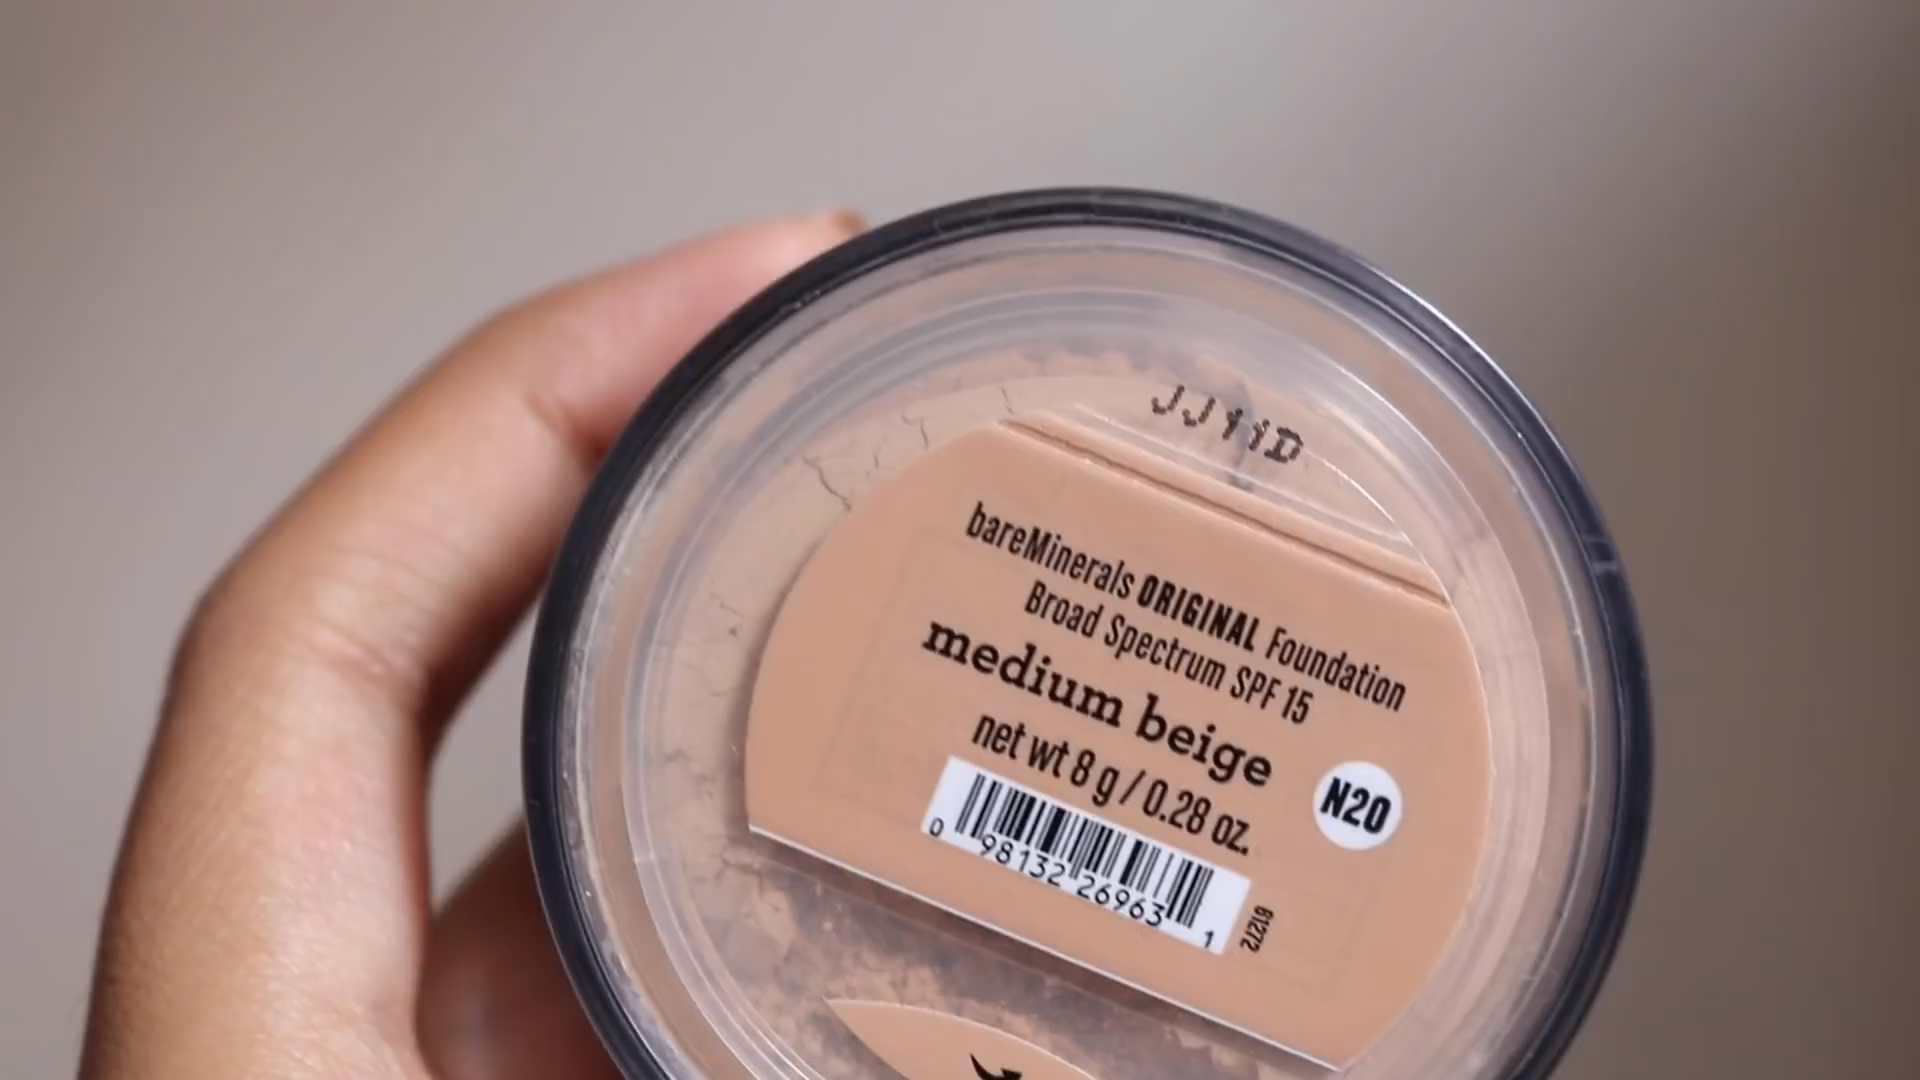 JJ11D
bareMinerals ORIGINAL Foundation
Broad Spectrum SPF 15
medium beige
net wt 8 g / 0.28 oz.
N20
0 98132 26963 1
61272